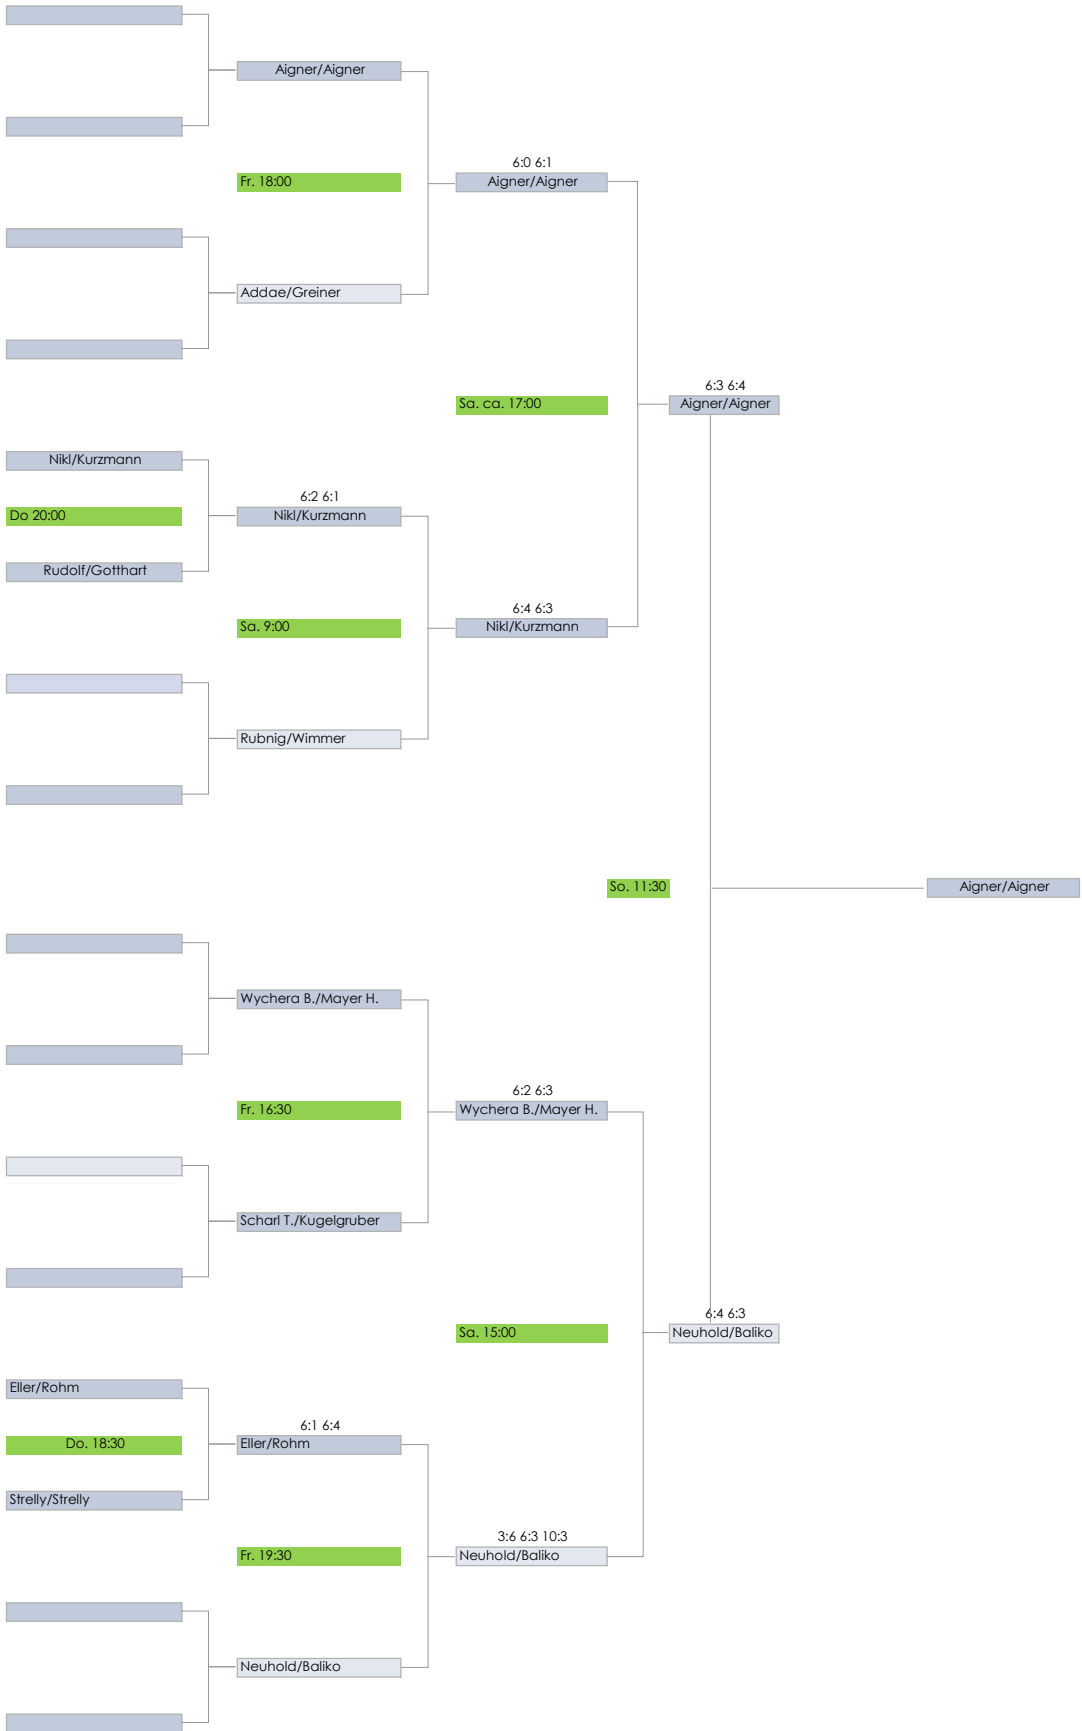 Aigner/Aigner
6:0 6:1
Fr. 18:00
Aigner/Aigner
Addae/Greiner
6:3 6:4
Sa. ca. 17:00
Aigner/Aigner
Nikl/Kurzmann
6:2 6:1
Do 20:00
Nikl/Kurzmann
Rudolf/Gotthart
6:4 6:3
Sa. 9:00
Nikl/Kurzmann
Rubnig/Wimmer
So. 11:30
Aigner/Aigner
Wychera B./Mayer H.
6:2 6:3
Fr. 16:30
Wychera B./Mayer H.
Scharl T./Kugelgruber
6:4 6:3
Sa. 15:00
Neuhold/Baliko
Eller/Rohm
6:1 6:4
Do. 18:30
Eller/Rohm
Strelly/Strelly
3:6 6:3 10:3
Fr. 19:30
Neuhold/Baliko
Neuhold/Baliko